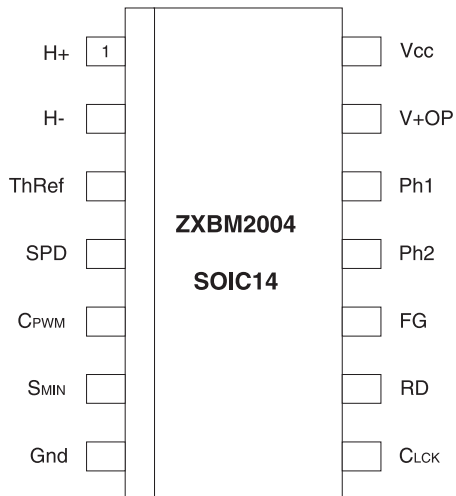 H+ 1 Vcc
H- V+OP
ThRef Ph1
ZXBM2004
SPD Ph2
SOIC14
CPWM FG
SMIN RD
Gnd CLCK